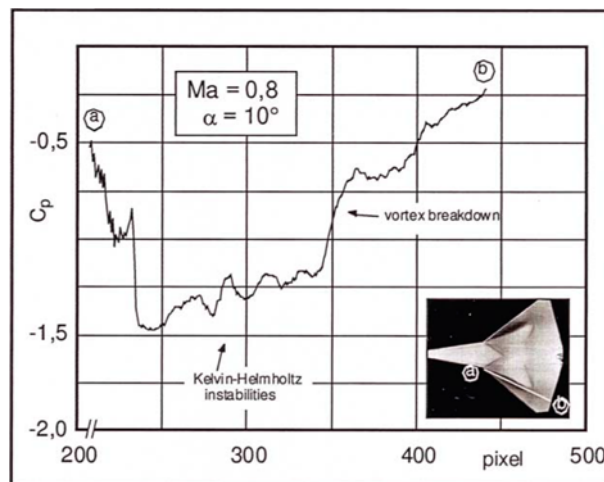 b
Ma = 0,8
α = 10°
a
-0,5
Cp
vortex breakdown
-1,5
Kelvin-Helmholtz
instabilities
a
b
-2,0
200
300
400
pixel
500